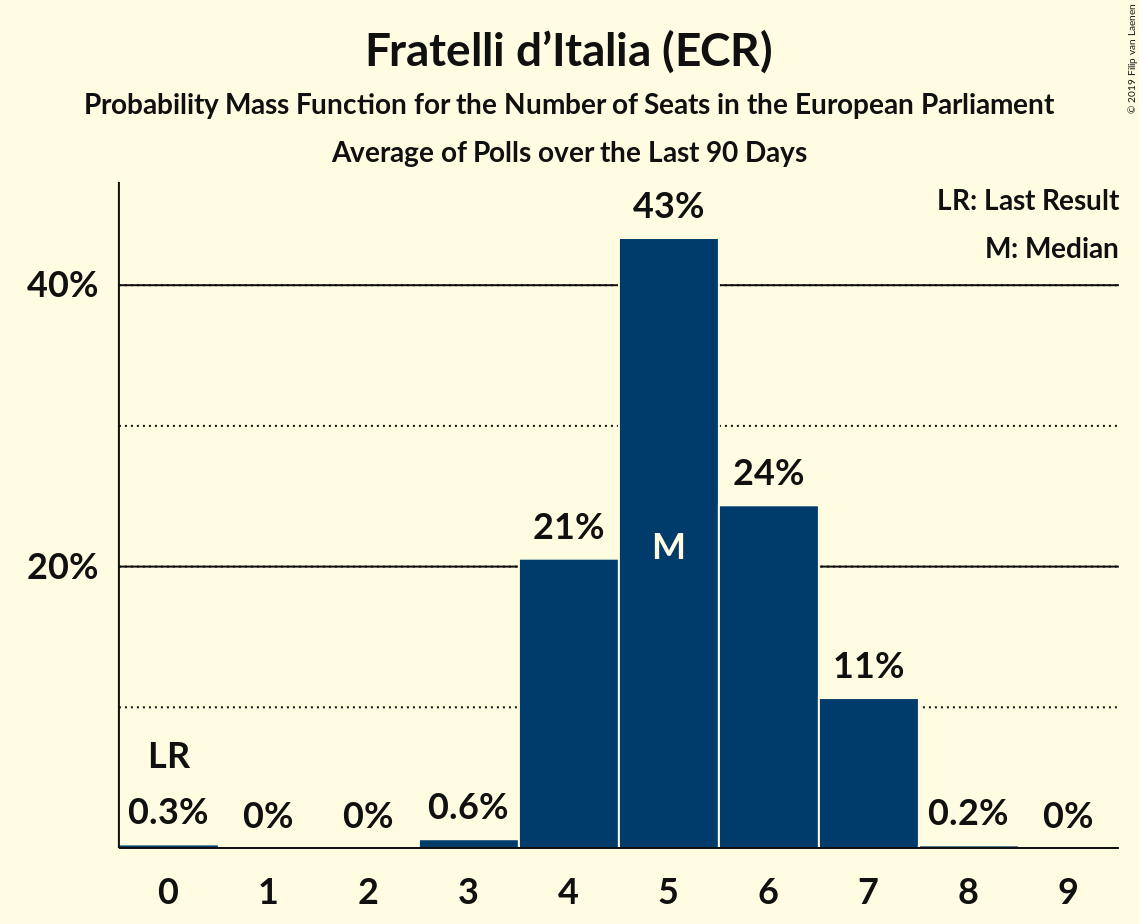 Fratelli d’Italia (ECR)
Probability Mass Function for the Number of Seats in the European Parliament
Average of Polls over the Last 90 Days
© 2019 Filip van Laenen
LR: Last Result
M: Median
43%
40%
24%
21%
M
20%
11%
LR
0.3% 0% 0% 0.6% 0.2% 0%
0 1 2 3 4 5 6 7 8 9